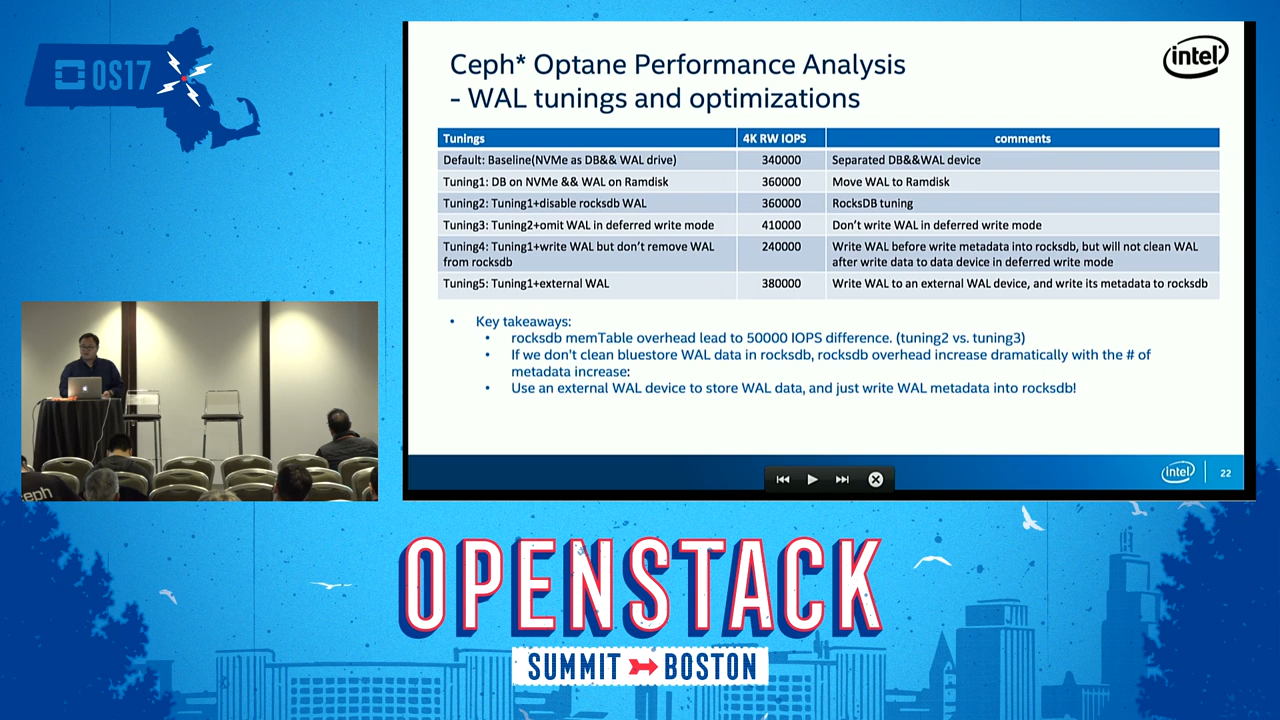 OS17
Ceph* Optane Performance Analysis
- WAL tunings and optimizations
intel
Tunings 4K RW IOPS comments
Default: Baseline(NVMe as DB&& WAL drive) 340000 Separated DB&&WAL device
Tuning1: DB on NVMe && WAL on Ramdisk 360000 Move WAL to Ramdisk
Tuning2: Tuning1+disable rocksdb WAL 360000 RocksDB tuning
Tuning3: Tuning2+omit WAL in deferred write mode 410000 Don't write WAL in deferred write mode
Tuning4: Tuning1+write WAL but don't remove WAL 240000 Write WAL before write metadata into rocksdb, but will not clean WAL
from rocksdb after write data to data device in deferred write mode
Tuning5: Tuning1+external WAL 380000 Write WAL to an external WAL device, and write its metadata to rocksdb
• Key takeaways:
• rocksdb memTable overhead lead to 50000 IOPS difference. (tuning2 vs. tuning3)
• If we don't clean bluestore WAL data in rocksdb, rocksdb overhead increase dramatically with the # of
metadata increase:
• Use an external WAL device to store WAL data, and just write WAL metadata into rocksdb!
intel 22
eph
OPENSTACK
SUMMIT BOSTON